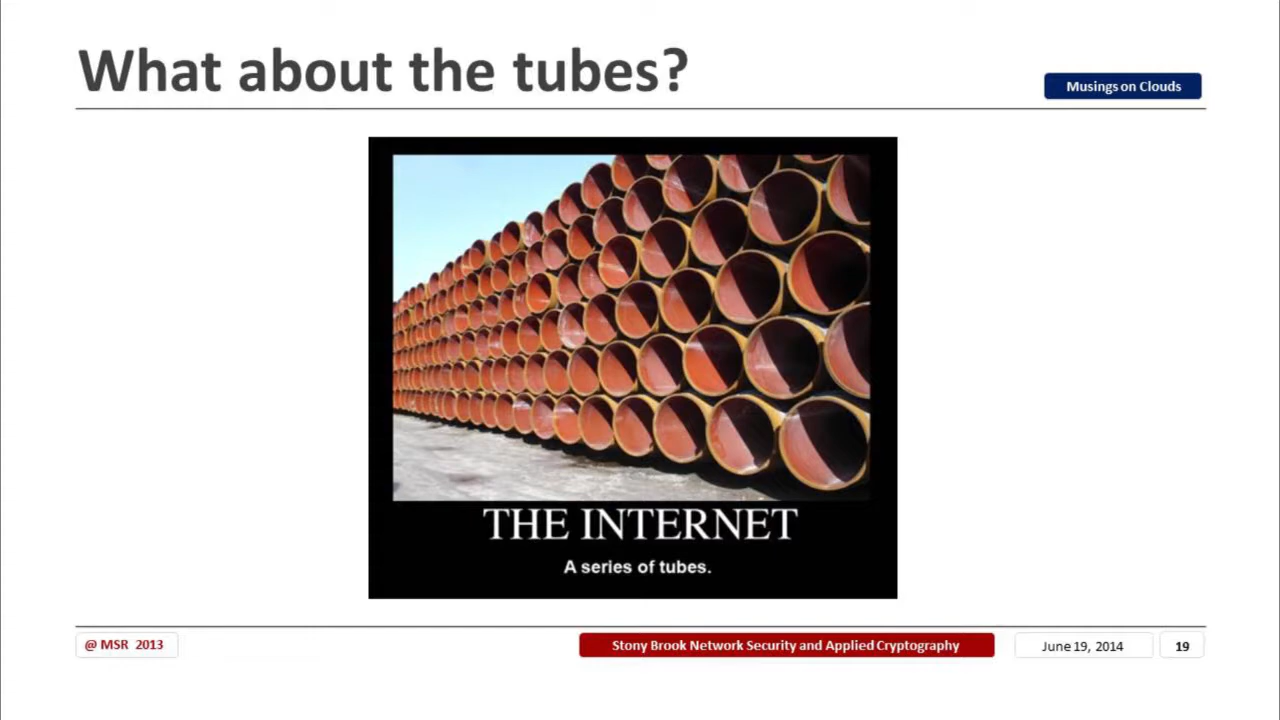 What about the tubes?
Musings on Clouds
THE INTERNET
A series of tubes.
@ MSR 2013
Stony Brook Network Security and Applied Cryptography
June 19, 2014
19